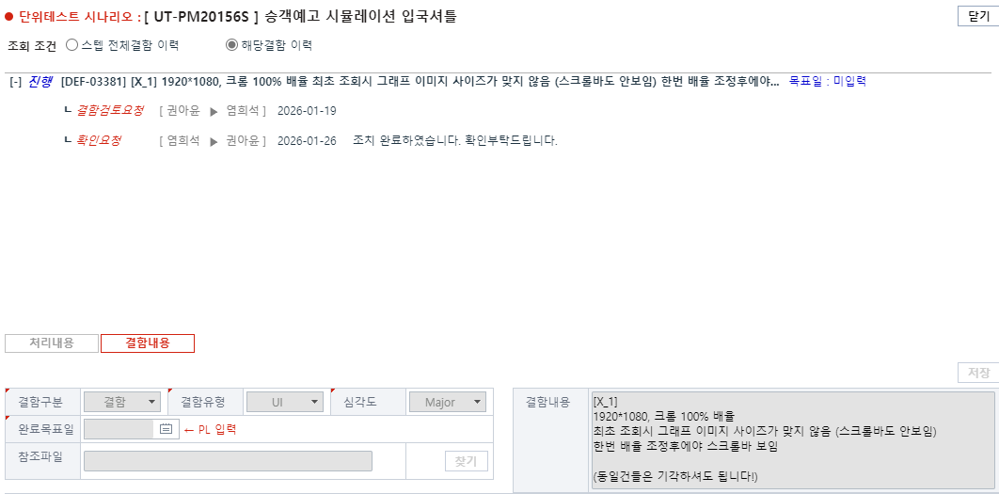 ● 단위테스트 시나리오 : [ UT-PM20156S ] 승객예고 시뮬레이션 입국셔틀
닫기
조회 조건 스텝 전체결함 이력 해당결함 이력
[-] 진행 [DEF-03381] [X_1] 1920*1080, 크롬 100% 배율 최초 조회시 그래프 이미지 사이즈가 맞지 않음 (스크롤바도 안보임) 한번 배율 조정후에야... 목표일 : 미입력
ㄴ 결함검토요청 [ 권아윤 ▶ 염희석 ] 2026-01-19
ㄴ 확인요청 [ 염희석 ▶ 권아윤 ] 2026-01-26 조치 완료하였습니다. 확인부탁드립니다.
처리내용 결함내용
저장
결함구분 결함 결함유형 UI 심각도 Major
완료목표일 ← PL 입력
참조파일 찾기
결함내용
[X_1]
1920*1080, 크롬 100% 배율
최초 조회시 그래프 이미지 사이즈가 맞지 않음 (스크롤바도 안보임)
한번 배율 조정후에야 스크롤바 보임
(동일건들은 기각하셔도 됩니다!)